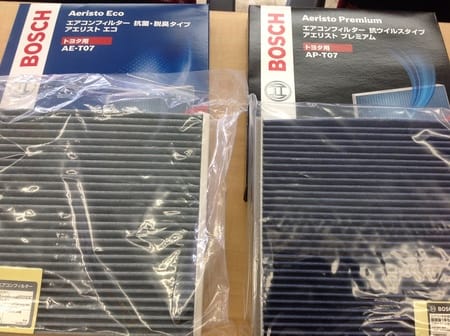 BOSCH
Aeristo Eco
エアコンフィルター 抗菌・脱臭タイプ
アエリスト エコ
トヨタ用
AE-T07
BOSCH
Aeristo Premium
エアコンフィルター 抗ウイルスタイプ
アエリスト プレミアム
トヨタ用
AP-T07
エアコンフィルター
BOSCH